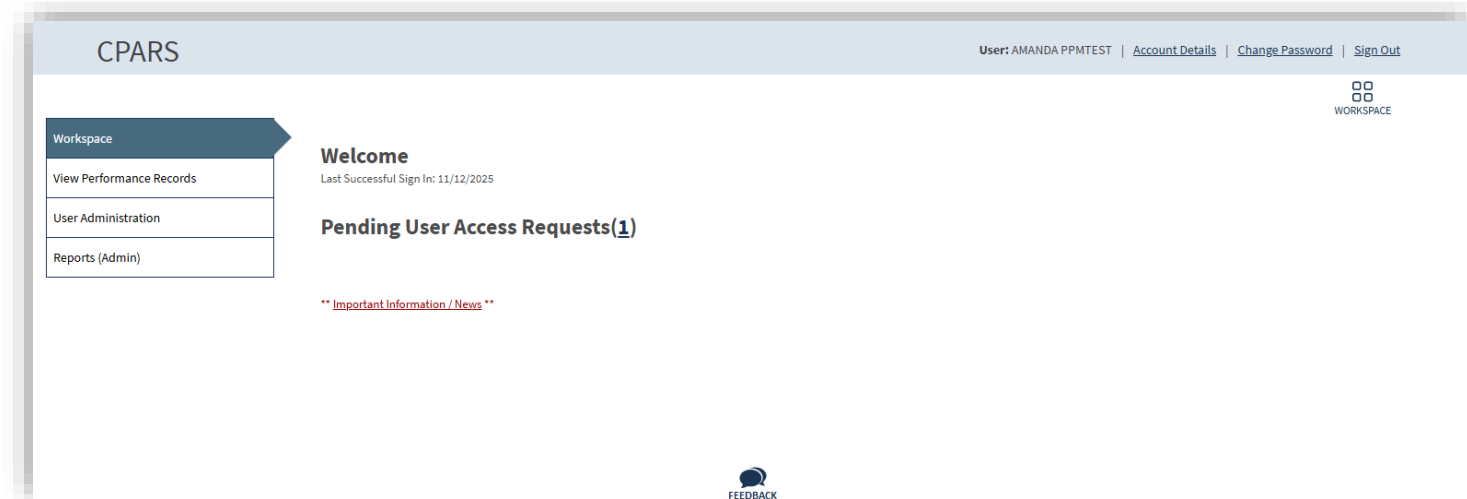 CPARS
User: AMANDA PPMTEST | Account Details | Change Password | Sign Out
WORKSPACE
Workspace
View Performance Records
User Administration
Reports (Admin)
Welcome
Last Successful Sign In: 11/12/2025
Pending User Access Requests(1)
** Important Information / News **
FEEDBACK